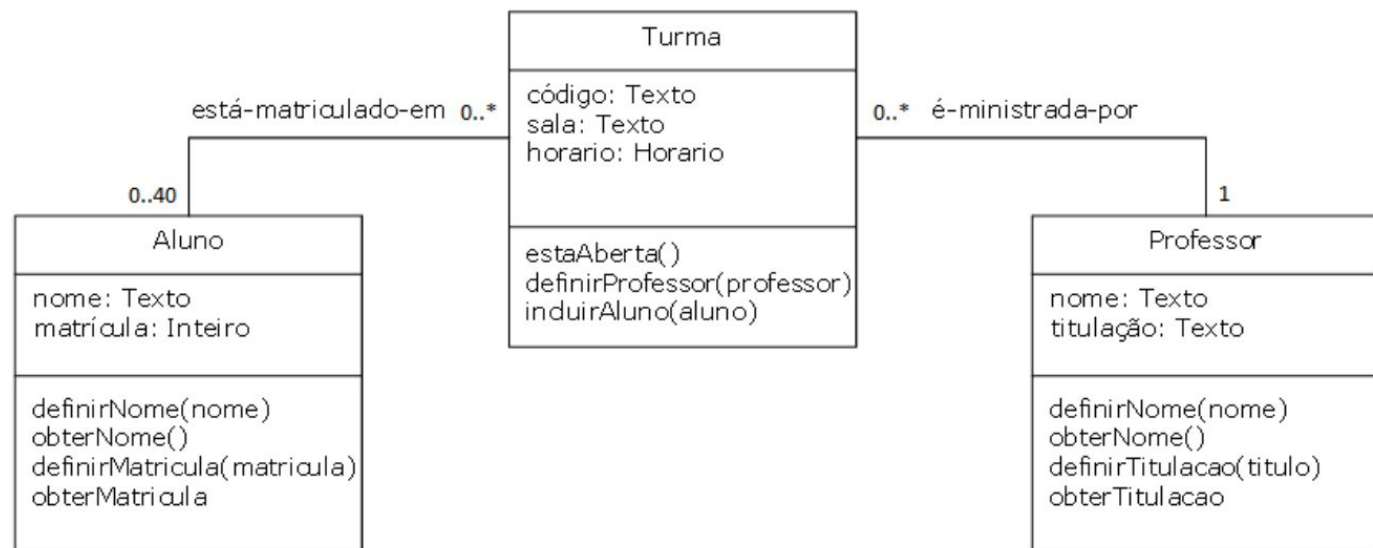 Turma
código: Texto
sala: Texto
horario: Horario
estaAberta()
definirProfessor(professor)
incluirAluno(aluno)
está-matriculado-em 0..*
0..* é-ministrada-por
0..40
1
Aluno
nome: Texto
matrícula: Inteiro
definirNome(nome)
obterNome()
definirMatricula(matricula)
obterMatricula
Professor
nome: Texto
titulação: Texto
definirNome(nome)
obterNome()
definirTitulacao(titulo)
obterTitulacao